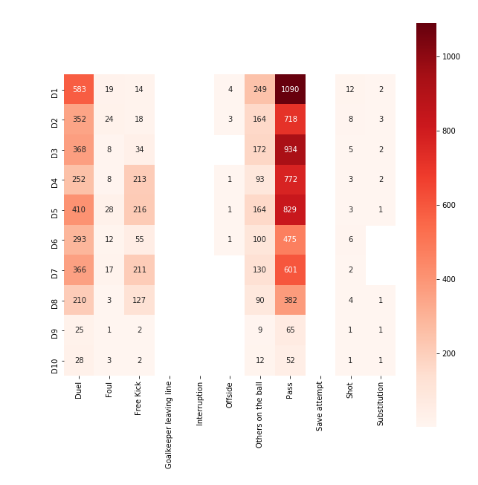 1000
800
600
400
200
D1 583 19 14 4 249 1090 12 2
D2 352 24 18 3 164 718 8 3
D3 368 8 34 172 934 5 2
D4 252 8 213 1 93 772 3 2
D5 410 28 216 1 164 829 3 1
D6 293 12 55 1 100 475 6
D7 366 17 211 130 601 2
D8 210 3 127 90 382 4 1
D9 25 1 2 9 65 1 1
D10 28 3 2 12 52 1 1
Duel
Foul
Free Kick
Goalkeeper leaving line
Interruption
Offside
Others on the ball
Pass
Save attempt
Shot
Substitution